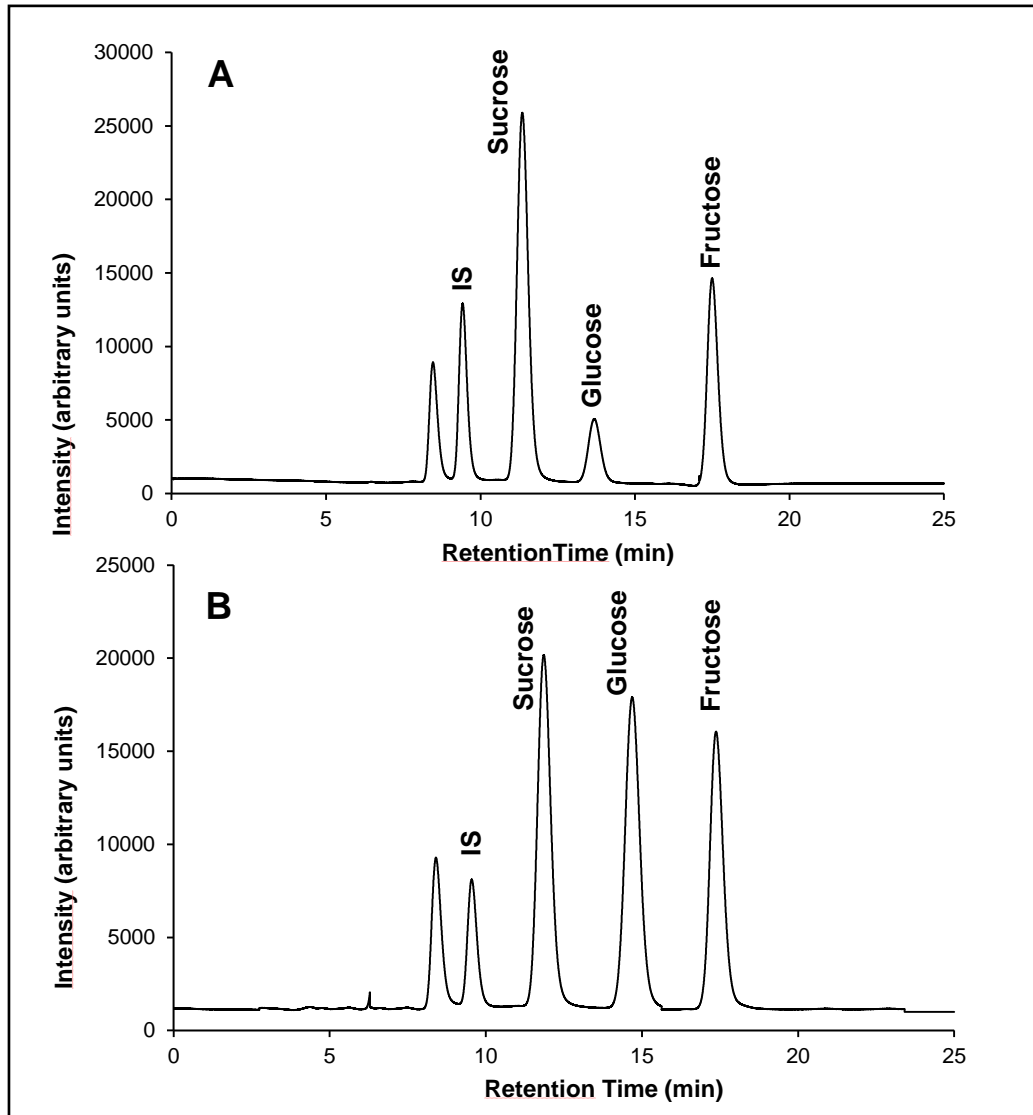 A
30000
25000
20000
15000
10000
5000
0
Intensity (arbitrary units)
Sucrose
IS
Glucose
Fructose
0 5 10 15 20 25
RetentionTime (min)
B
25000
20000
15000
10000
5000
0
Intensity (arbitrary units)
Sucrose
IS
Glucose
Fructose
0 5 10 15 20 25
Retention Time (min)